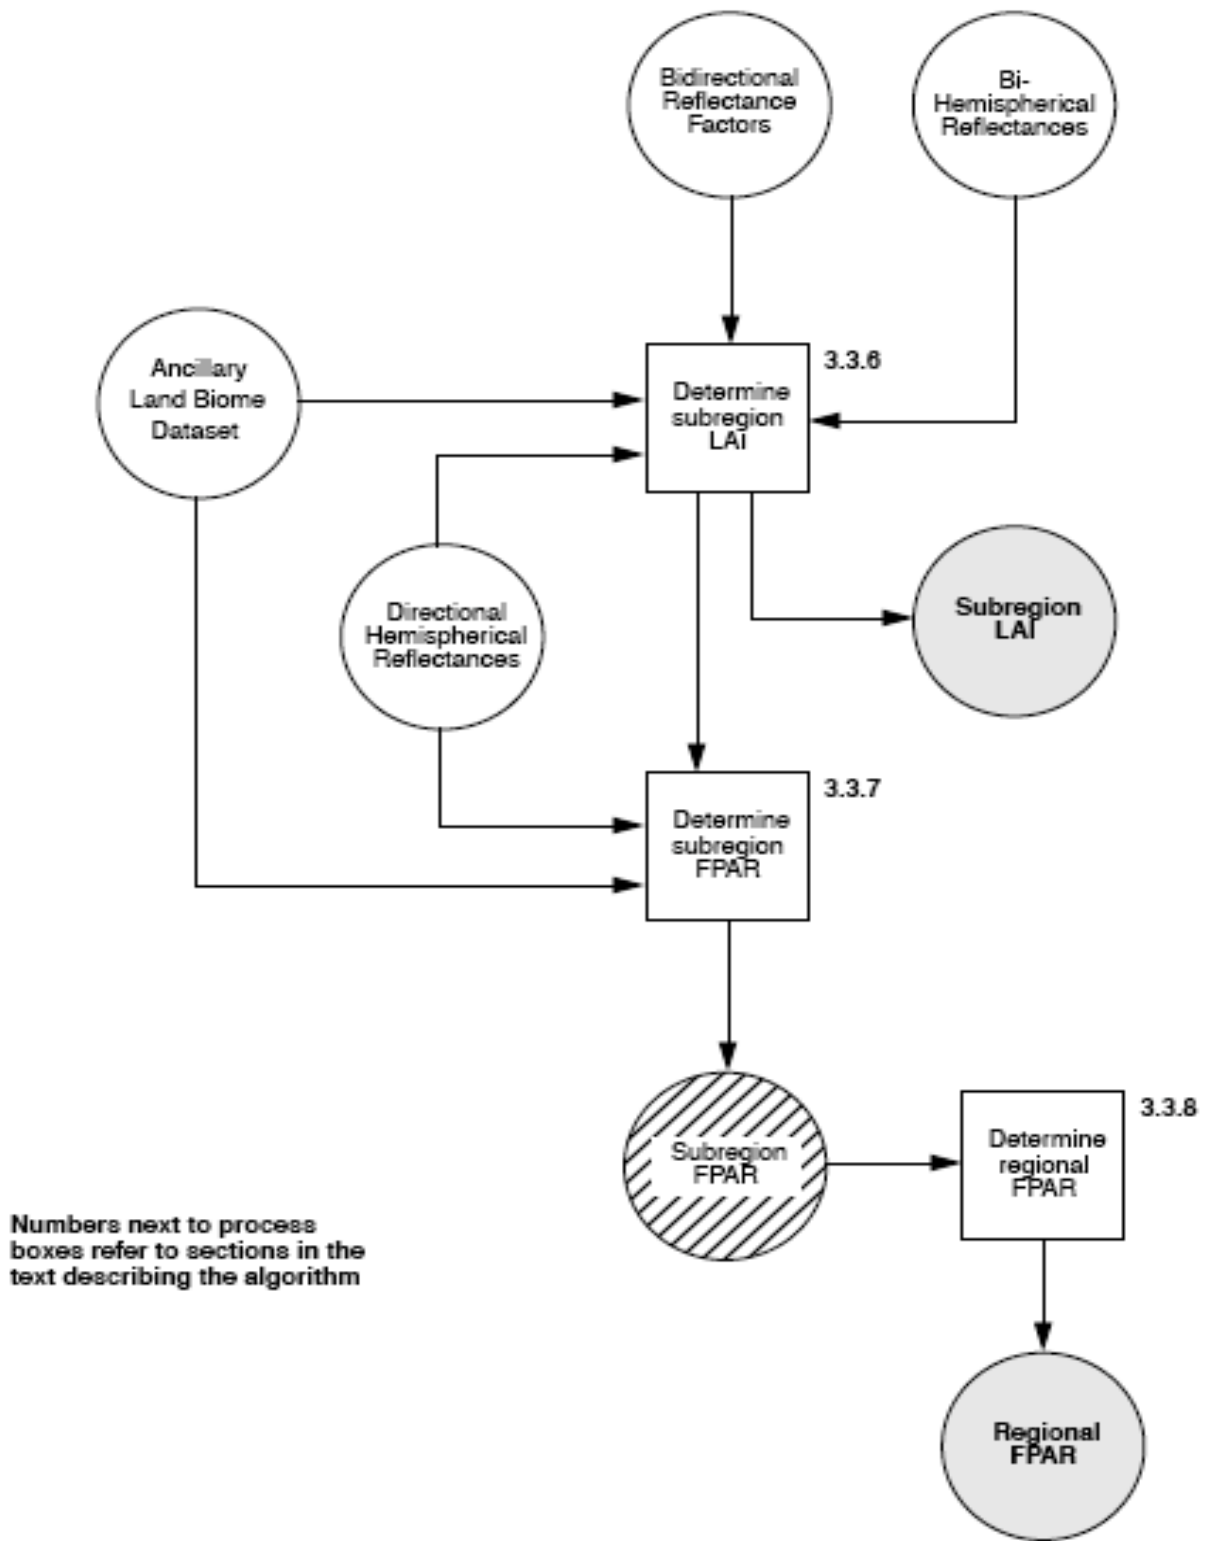 Bidirectional
Reflectance
Factors
Bi-
Hemispherical
Reflectances
Ancillary
Land Biome
Dataset
3.3.6
Determine
subregion
LAI
Directional
Hemispherical
Reflectances
Subregion
LAI
3.3.7
Determine
subregion
FPAR
Subregion
FPAR
3.3.8
Determine
regional
FPAR
Numbers next to process
boxes refer to sections in the
text describing the algorithm
Regional
FPAR